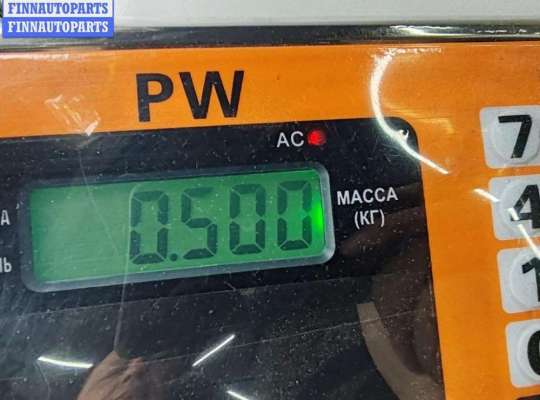 FINNAUTOPARTS
FINNAUTOPARTS
PW
AC
7
0.500
МАССА
(КГ)
4
1